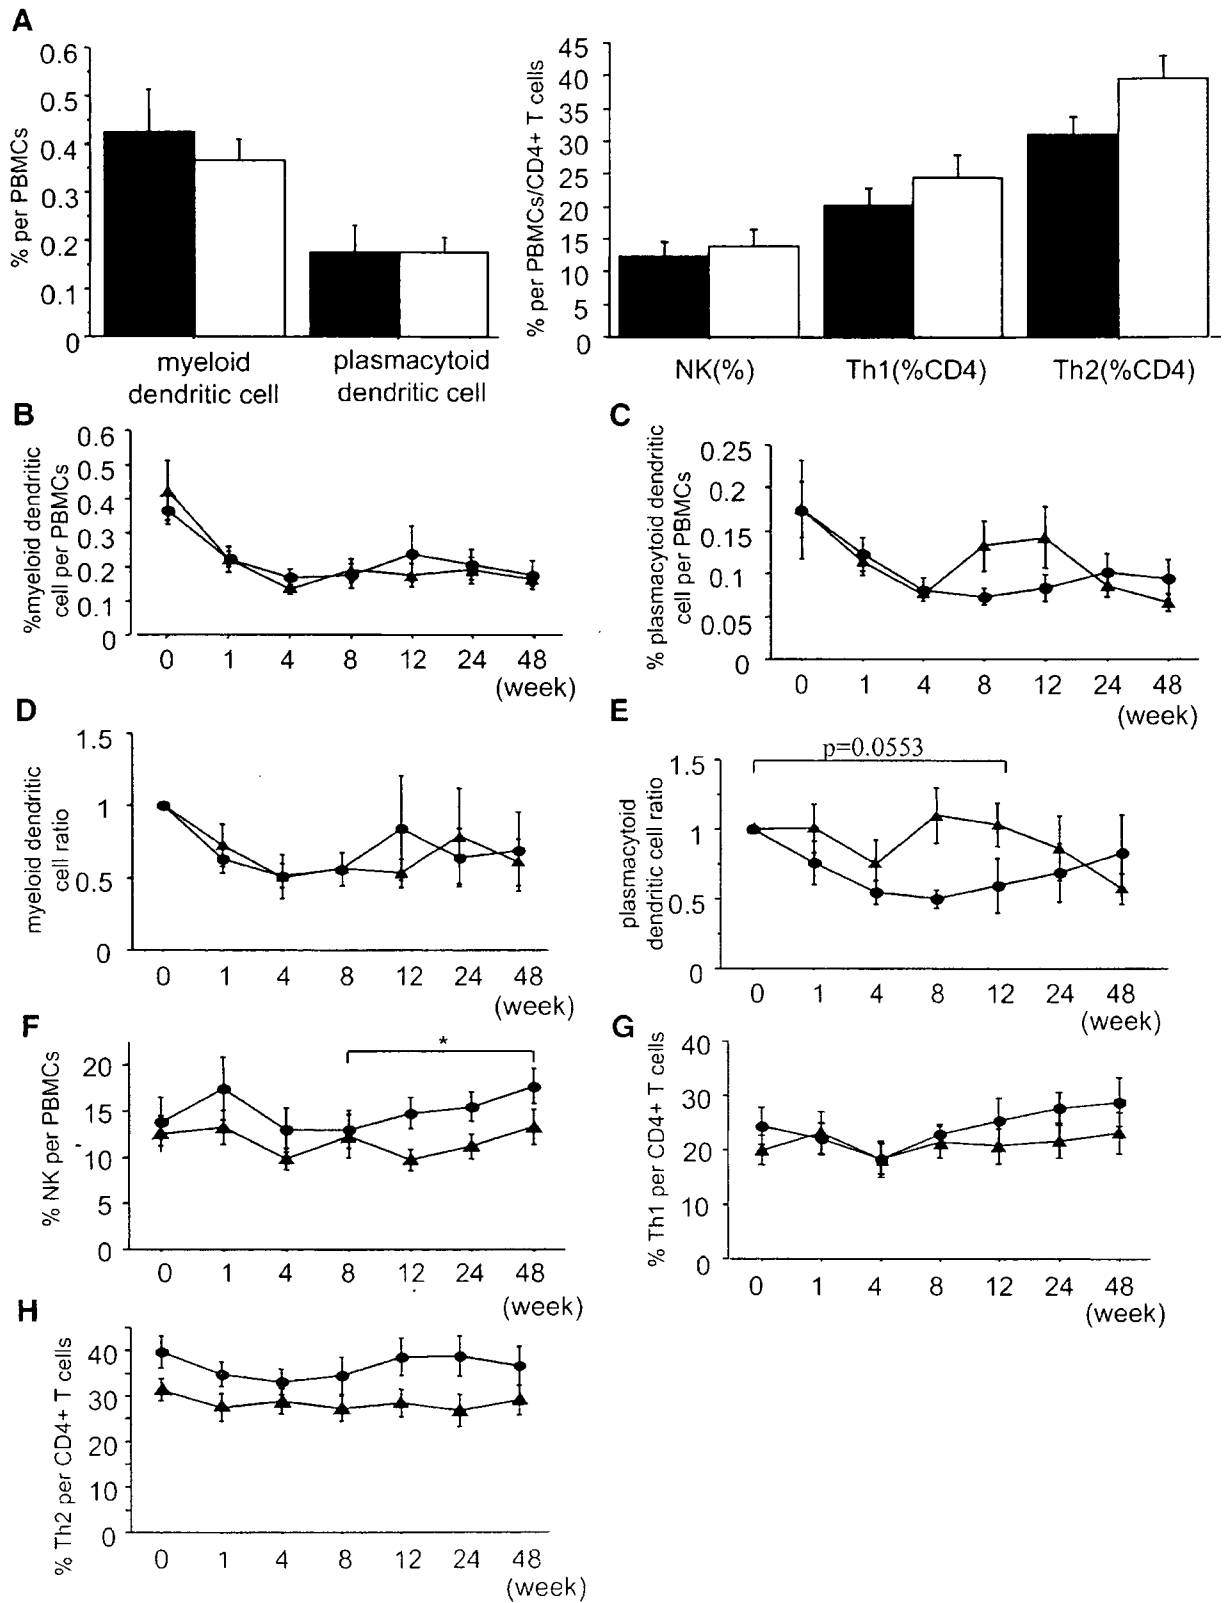 A
0.6
0.5
0.4
0.3
0.2
0.1
0
% per PBMCs
myeloid
dendritic cell
plasmacytoid
dendritic cell
45
40
35
30
25
20
15
10
5
0
% per PBMCs/CD4+ T cells
NK(%)
Th1(%CD4)
Th2(%CD4)
B
0.6
0.5
0.4
0.3
0.2
0.1
0
%myeloid dendritic
cell per PBMCs
0 1 4 8 12 24 48
(week)
C
0.25
0.2
0.15
0.1
0.05
0
% plasmacytoid dendritic
cell per PBMCs
0 1 4 8 12 24 48
(week)
D
1.5
1
0.5
0
myeloid dendritic
cell ratio
0 1 4 8 12 24 48
(week)
E
p=0.0553
1.5
1
0.5
0
plasmacytoid
dendritic cell ratio
0 1 4 8 12 24 48
(week)
F
*
20
15
10
5
0
% NK per PBMCs
0 1 4 8 12 24 48
(week)
G
40
30
20
10
0
% Th1 per CD4+ T cells
0 1 4 8 12 24 48
(week)
H
40
30
20
10
0
% Th2 per CD4+ T cells
0 1 4 8 12 24 48
(week)